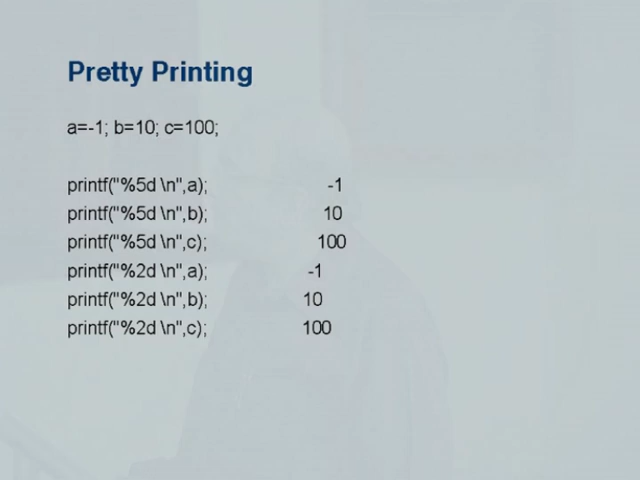 Pretty Printing
a=-1; b=10; c=100;
printf("%5d \n",a); -1
printf("%5d \n",b); 10
printf("%5d \n",c); 100
printf("%2d \n",a); -1
printf("%2d \n",b); 10
printf("%2d \n",c); 100